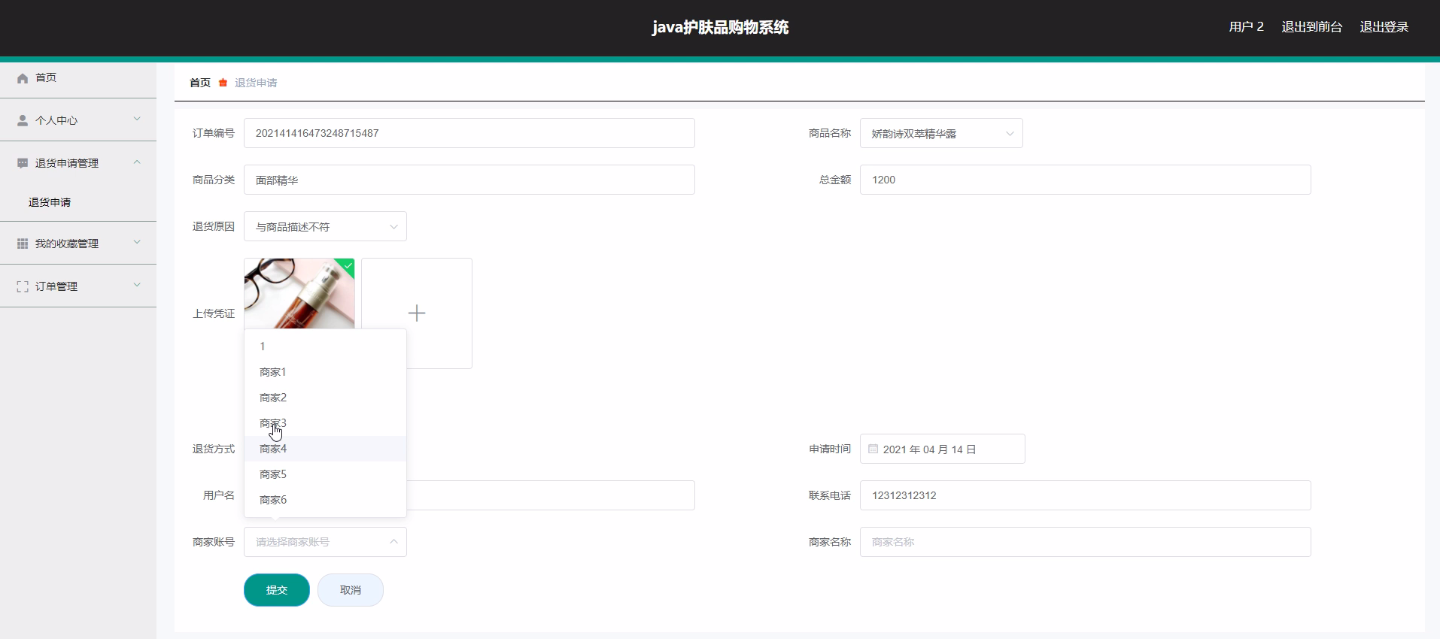 java护肤品购物系统
用户 2 退出到前台 退出登录
首页
个人中心
退货申请管理
退货申请
我的收藏管理
订单管理
首页 退货申请
订单编号 202141416473248715487 商品名称 娇韵诗双萃精华露
商品分类 面部精华 总金额 1200
退货原因 与商品描述不符
上传凭证
1
商家1
商家2
商家3
退货方式 商家4 申请时间 2021 年 04 月 14 日
商家5
用户名 商家6 联系电话 12312312312
商家账号 请选择商家账号 商家名称 商家名称
提交 取消